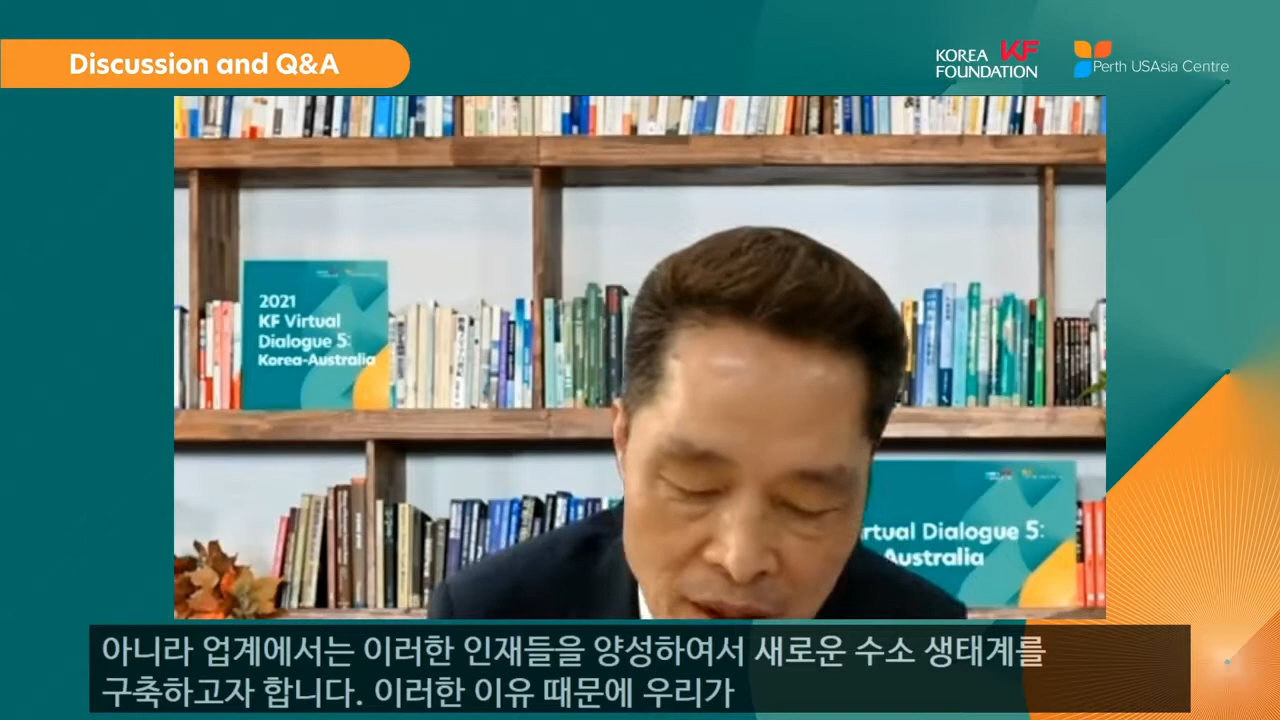 Discussion and Q&A
KOREA KF
FOUNDATION
Perth USAsia Centre
2021
KF Virtual
Dialogue 5:
Korea-Australia
rtual Dialogue 5:
Australia
아니라 업계에서는 이러한 인재들을 양성하여서 새로운 수소 생태계를
구축하고자 합니다. 이러한 이유 때문에 우리가